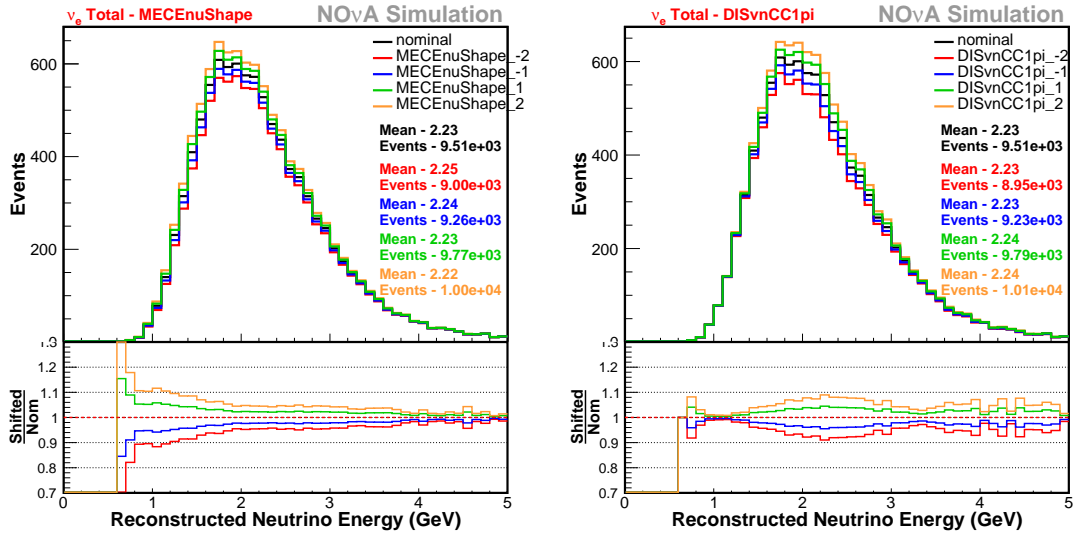 νe Total - MECEnuShape
NOνA Simulation
Events
600
400
200
nominal
MECEnuShape_-2
MECEnuShape_-1
MECEnuShape_1
MECEnuShape_2
Mean - 2.23
Events - 9.51e+03
Mean - 2.25
Events - 9.00e+03
Mean - 2.24
Events - 9.26e+03
Mean - 2.23
Events - 9.77e+03
Mean - 2.22
Events - 1.00e+04
Shifted
Nom
1.3
1.2
1.1
1
0.9
0.8
0.7
0 1 2 3 4 5
Reconstructed Neutrino Energy (GeV)
νe Total - DISvnCC1pi
NOνA Simulation
Events
600
400
200
nominal
DISvnCC1pi_-2
DISvnCC1pi_-1
DISvnCC1pi_1
DISvnCC1pi_2
Mean - 2.23
Events - 9.51e+03
Mean - 2.23
Events - 8.95e+03
Mean - 2.23
Events - 9.23e+03
Mean - 2.24
Events - 9.79e+03
Mean - 2.24
Events - 1.01e+04
Shifted
Nom
1.3
1.2
1.1
1
0.9
0.8
0.7
0 1 2 3 4 5
Reconstructed Neutrino Energy (GeV)